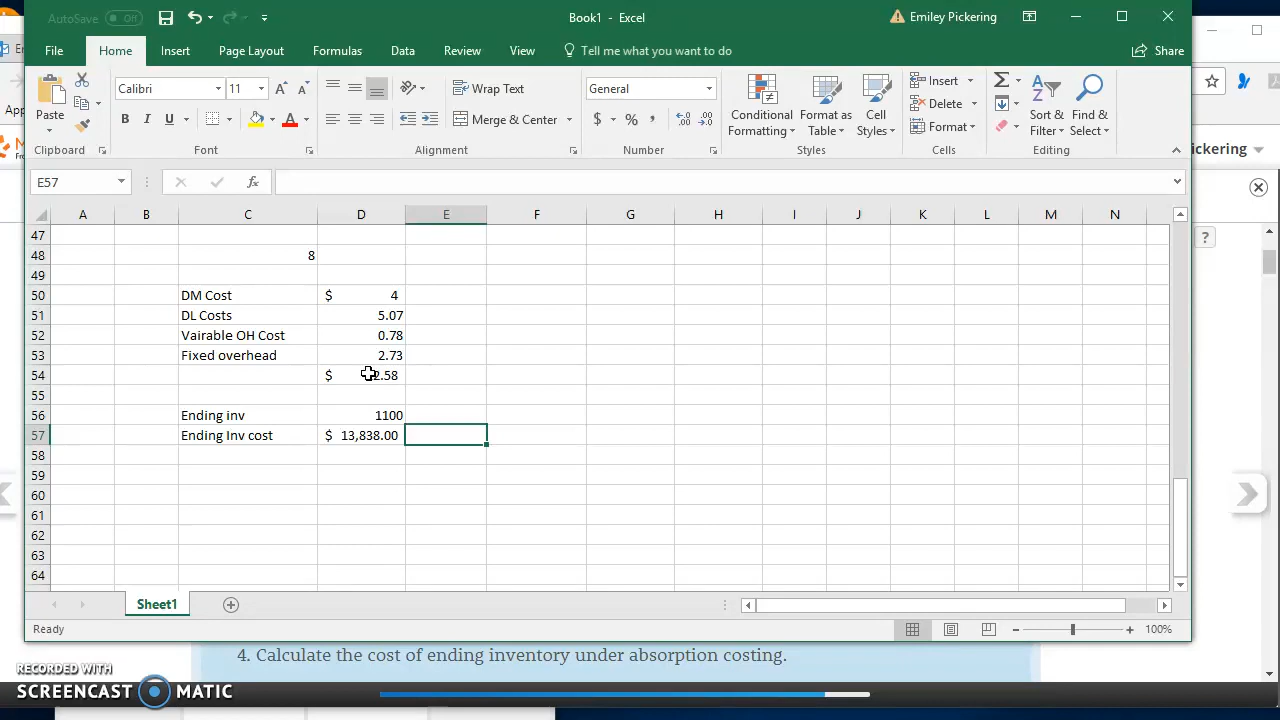 AutoSave Off
Book1 - Excel
Emiley Pickering
File Home Insert Page Layout Formulas Data Review View Tell me what you want to do Share
Paste
Calibri 11
Wrap Text
General
Conditional Formatting
Format as Table
Cell Styles
Insert
Delete
Format
Sort & Filter
Find & Select
B I U
Merge & Center
$ % ,
Clipboard Font Alignment Number Styles Cells Editing
ickering
E57 fx
A B C D E F G H I J K L M N
47
48 8
49
50 DM Cost $ 4
51 DL Costs 5.07
52 Vairable OH Cost 0.78
53 Fixed overhead 2.73
54 $ 2.58
55
56 Ending inv 1100
57 Ending Inv cost $ 13,838.00
58
59
60
61
62
63
64
?
Sheet1
Ready
100%
4. Calculate the cost of ending inventory under absorption costing.
RECORDED WITH
SCREENCAST MATIC